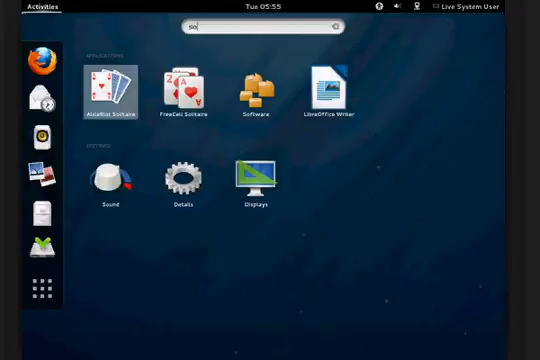 Activities
Tue 05:55
Live System User
so
APPLICATIONS
AisleRiot Solitaire
FreeCell Solitaire
Software
LibreOffice Writer
SETTINGS
Sound
Details
Displays